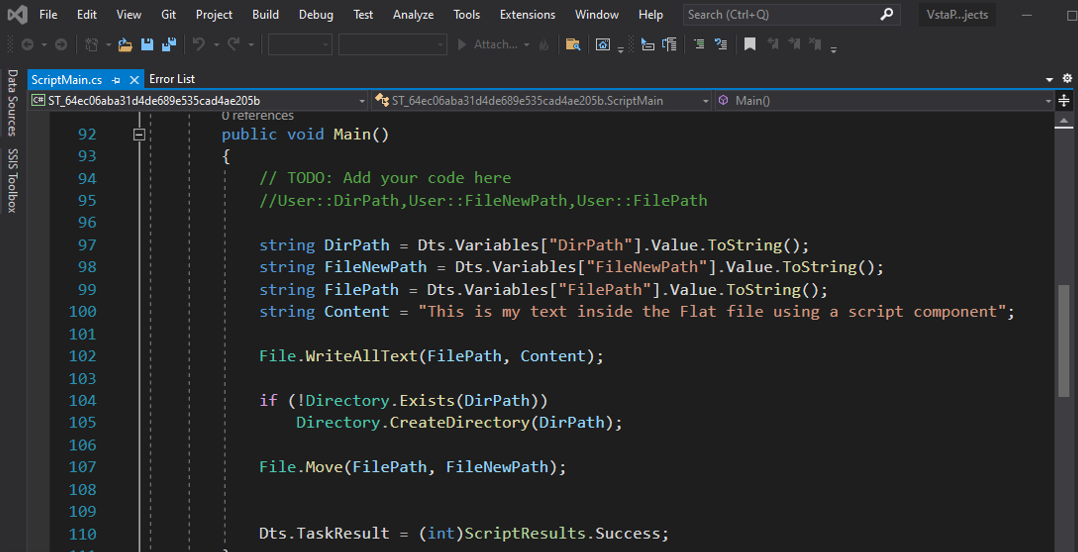 File Edit View Git Project Build Debug Test Analyze Tools Extensions Window Help Search (Ctrl+Q) VstaP...jects
Attach...
Data Sources
SSIS Toolbox
ScriptMain.cs Error List
C# ST_64ec06aba31d4de689e535cad4ae205b ST_64ec06aba31d4de689e535cad4ae205b.ScriptMain Main()
0 references
92 public void Main()
93 {
94 // TODO: Add your code here
95 //User::DirPath,User::FileNewPath,User::FilePath
96
97 string DirPath = Dts.Variables["DirPath"].Value.ToString();
98 string FileNewPath = Dts.Variables["FileNewPath"].Value.ToString();
99 string FilePath = Dts.Variables["FilePath"].Value.ToString();
100 string Content = "This is my text inside the Flat file using a script component";
101
102 File.WriteAllText(FilePath, Content);
103
104 if (!Directory.Exists(DirPath))
105 Directory.CreateDirectory(DirPath);
106
107 File.Move(FilePath, FileNewPath);
108
109
110 Dts.TaskResult = (int)ScriptResults.Success;